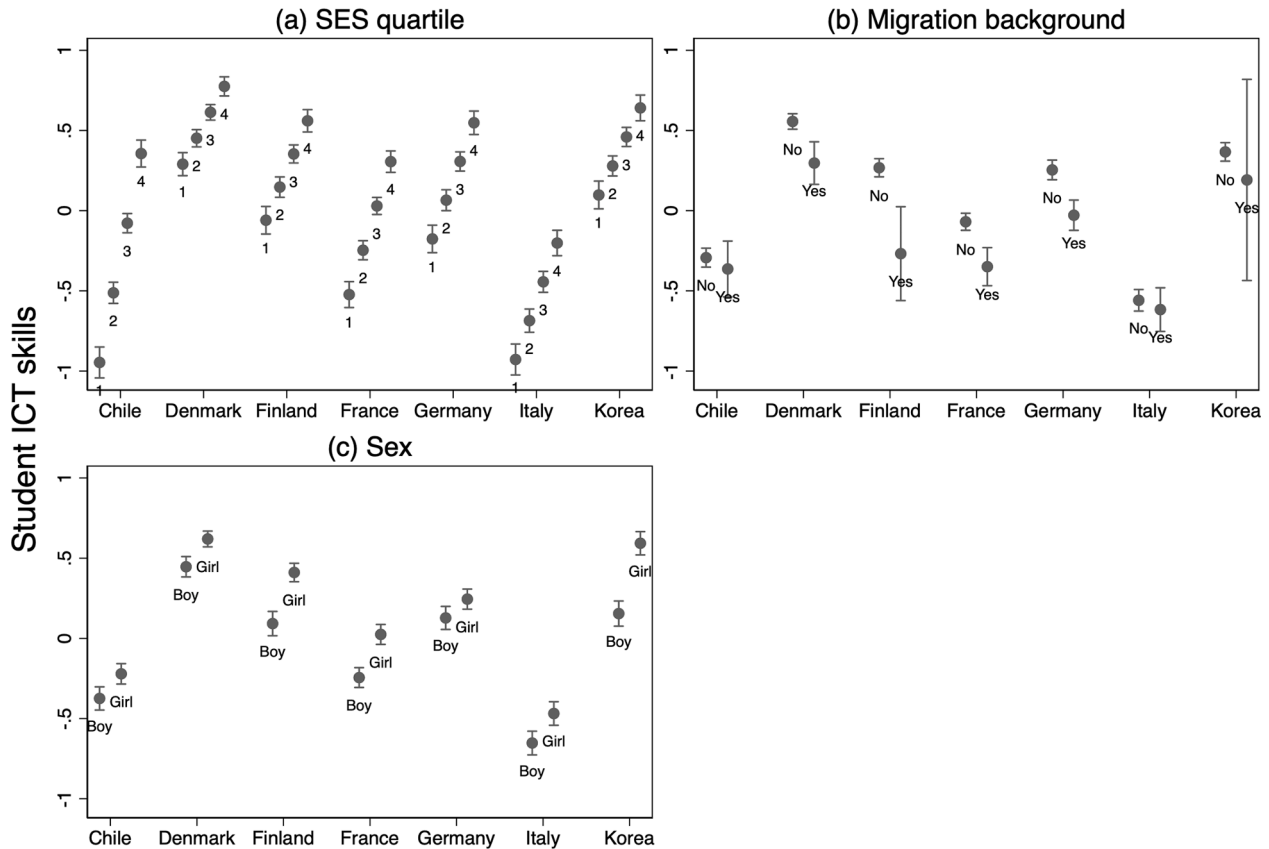 (a) SES quartile
1
.5
0
-.5
-1
1 2 3 4
1 2 3 4
1 2 3 4
1 2 3 4
1 2 3 4
1 2 3 4
1 2 3 4
Chile Denmark Finland France Germany Italy Korea
(b) Migration background
1
.5
0
-.5
-1
No Yes
No Yes
No Yes
No Yes
No Yes
No Yes
No Yes
Chile Denmark Finland France Germany Italy Korea
Student ICT skills
(c) Sex
1
.5
0
-.5
-1
Boy Girl
Boy Girl
Boy Girl
Boy Girl
Boy Girl
Boy Girl
Boy Girl
Chile Denmark Finland France Germany Italy Korea